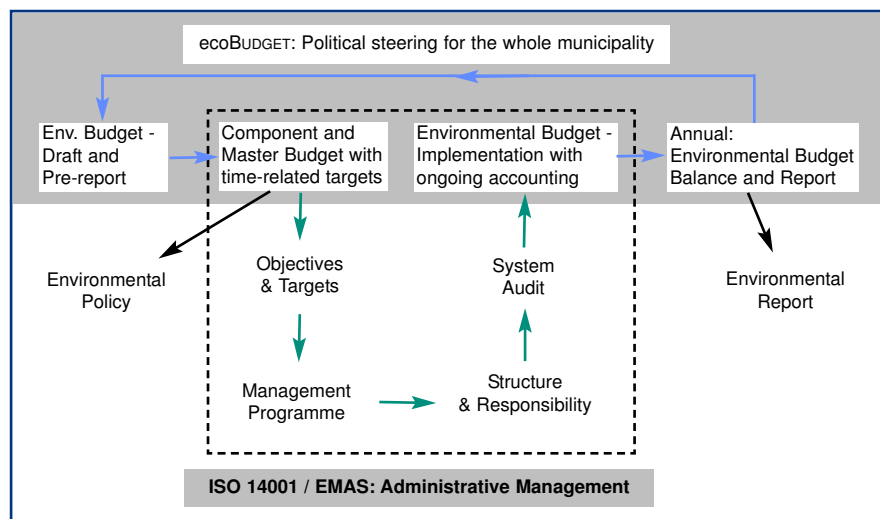 ecoBUDGET: Political steering for the whole municipality
Env. Budget -
Draft and
Pre-report
Component and
Master Budget with
time-related targets
Environmental Budget -
Implementation with
ongoing accounting
Annual:
Environmental Budget
Balance and Report
Environmental
Policy
Objectives
& Targets
System
Audit
Environmental
Report
Management
Programme
Structure
& Responsibility
ISO 14001 / EMAS: Administrative Management